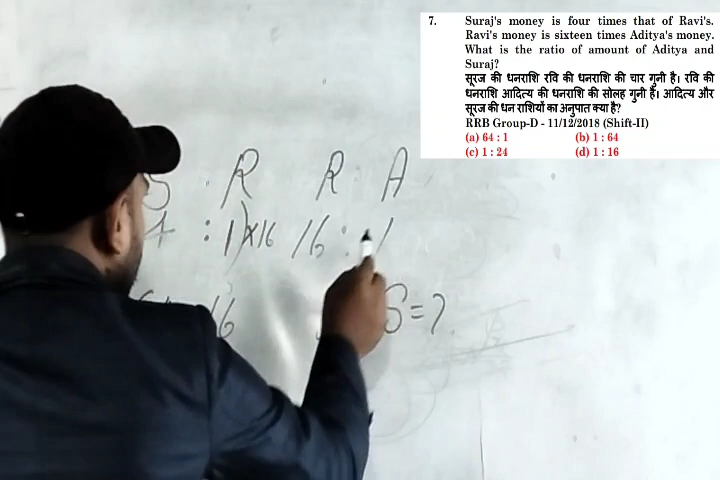 7. Suraj's money is four times that of Ravi's.
Ravi's money is sixteen times Aditya's money.
What is the ratio of amount of Aditya and
Suraj?
सूरज की धनराशि रवि की धनराशि की चार गुनी है। रवि की
धनराशि आदित्य की धनराशि की सोलह गुनी है। आदित्य और
सूरज की धन राशियों का अनुपात क्या है?
RRB Group-D - 11/12/2018 (Shift-II)
(a) 64 : 1 (b) 1 : 64
(c) 1 : 24 (d) 1 : 16
S : R R A
4 : 1)×16 16 : 1
16 S = ?